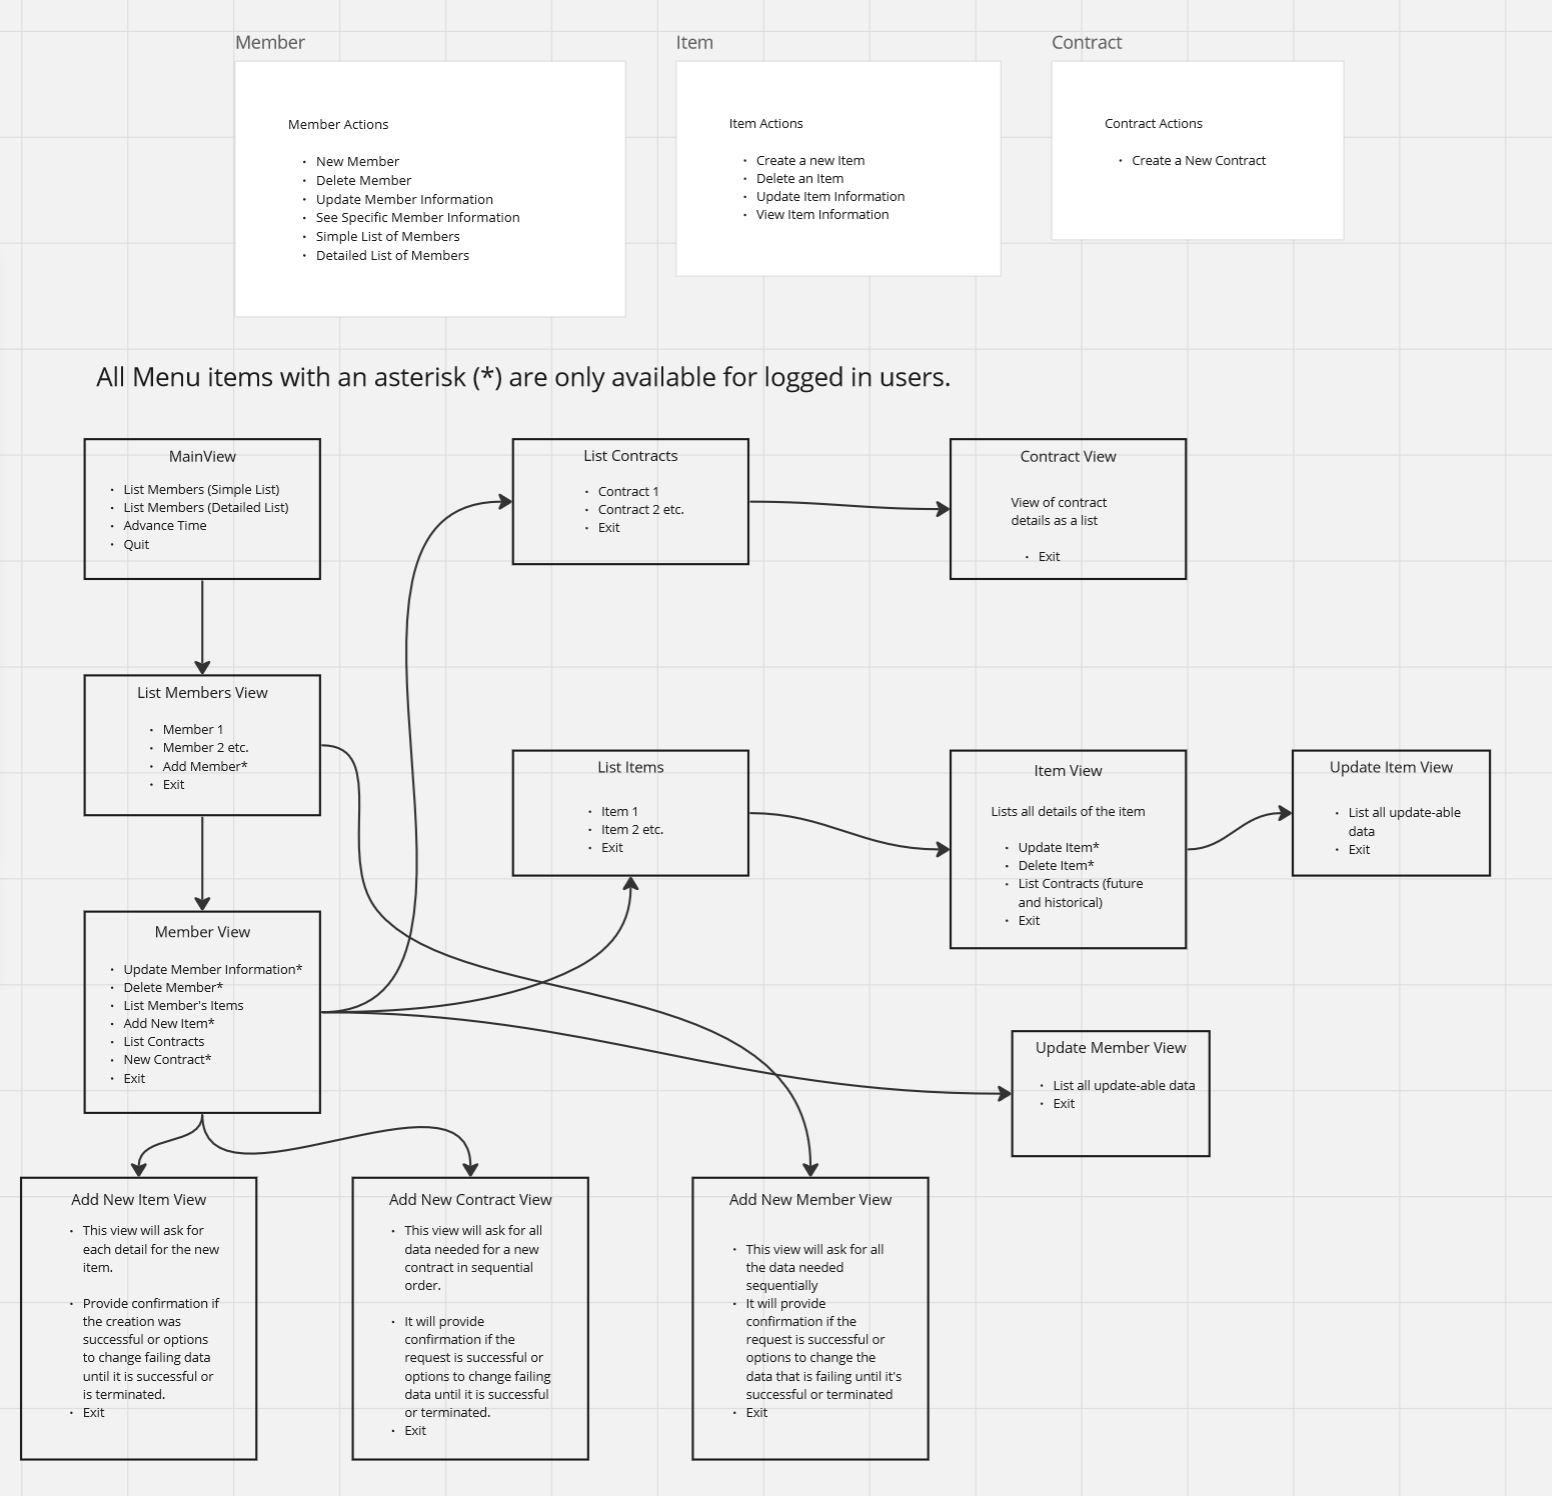 Member
Member Actions
• New Member
• Delete Member
• Update Member Information
• See Specific Member Information
• Simple List of Members
• Detailed List of Members
Item
Item Actions
• Create a new Item
• Delete an Item
• Update Item Information
• View Item Information
Contract
Contract Actions
• Create a New Contract
All Menu items with an asterisk (*) are only available for logged in users.
MainView
• List Members (Simple List)
• List Members (Detailed List)
• Advance Time
• Quit
List Contracts
• Contract 1
• Contract 2 etc.
• Exit
Contract View
View of contract
details as a list
• Exit
List Members View
• Member 1
• Member 2 etc.
• Add Member*
• Exit
List Items
• Item 1
• Item 2 etc.
• Exit
Item View
Lists all details of the item
• Update Item*
• Delete Item*
• List Contracts (future
and historical)
• Exit
Update Item View
• List all update-able
data
• Exit
Member View
• Update Member Information*
• Delete Member*
• List Member's Items
• Add New Item*
• List Contracts
• New Contract*
• Exit
Update Member View
• List all update-able data
• Exit
Add New Item View
• This view will ask for
each detail for the new
item.
• Provide confirmation if
the creation was
successful or options
to change failing data
until it is successful or
is terminated.
• Exit
Add New Contract View
• This view will ask for all
data needed for a new
contract in sequential
order.
• It will provide
confirmation if the
request is successful or
options to change failing
data until it is successful
or terminated.
• Exit
Add New Member View
• This view will ask for all
the data needed
sequentially
• It will provide
confirmation if the
request is successful or
options to change the
data that is failing until it's
successful or terminated
• Exit